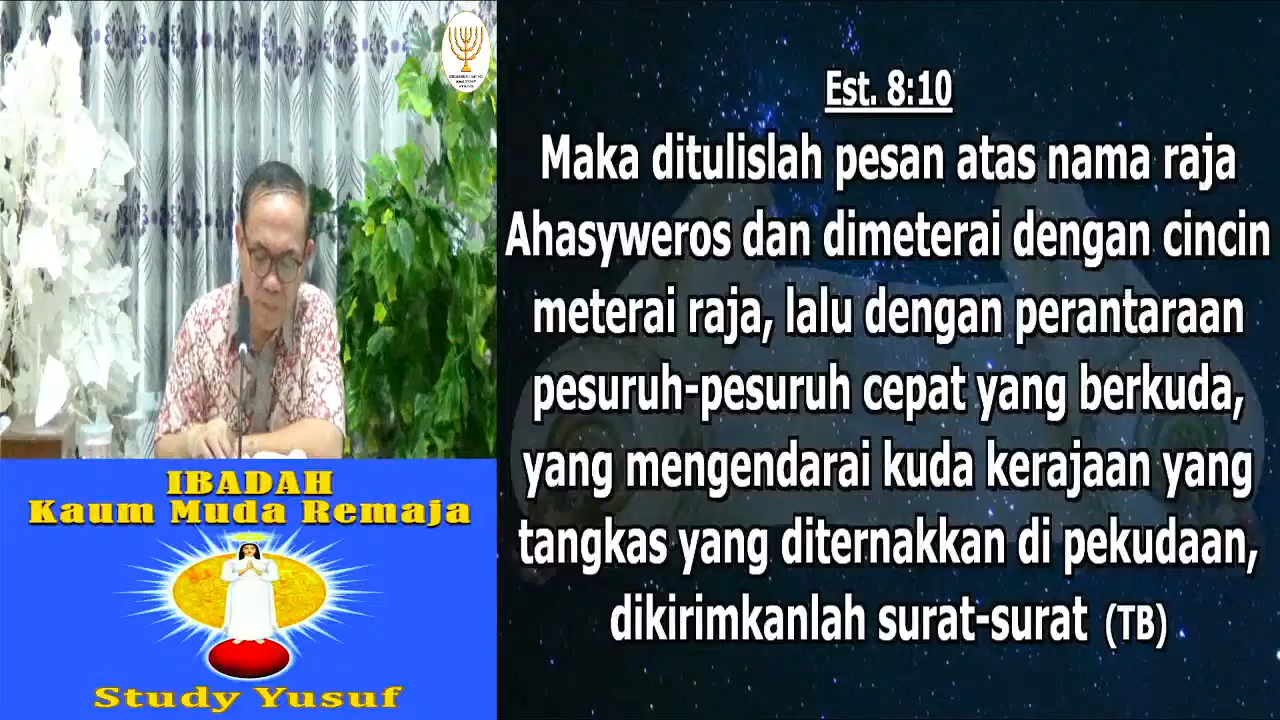 Est. 8:10
Maka ditulislah pesan atas nama raja
Ahasyweros dan dimeterai dengan cincin
meterai raja, lalu dengan perantaraan
pesuruh-pesuruh cepat yang berkuda,
yang mengendarai kuda kerajaan yang
tangkas yang diternakkan di pekudaan,
dikirimkanlah surat-surat (TB)
IBADAH
Kaum Muda Remaja
Study Yusuf